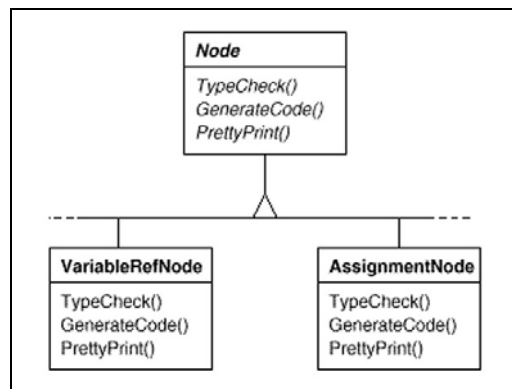 Node
TypeCheck()
GenerateCode()
PrettyPrint()
VariableRefNode
TypeCheck()
GenerateCode()
PrettyPrint()
AssignmentNode
TypeCheck()
GenerateCode()
PrettyPrint()